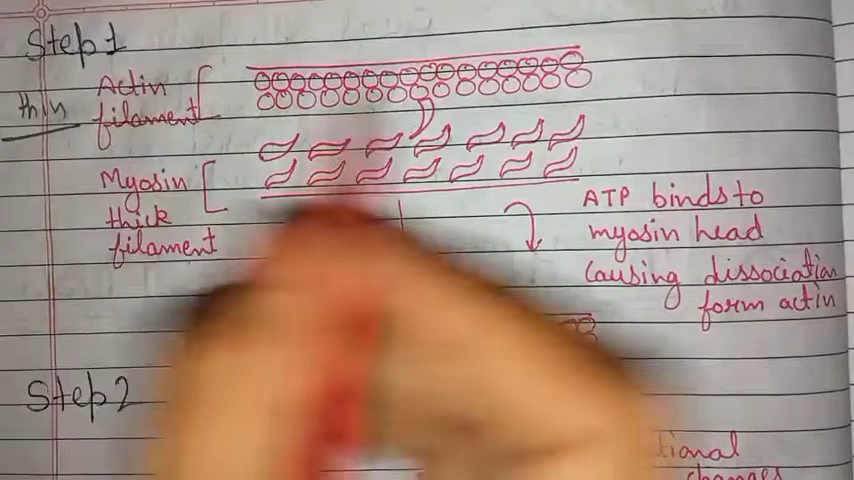 Step 1
Actin
thin
filament
Myosin
thick
filament
ATP binds to
myosin head
Causing dissociation
form actin
Step 2
changes